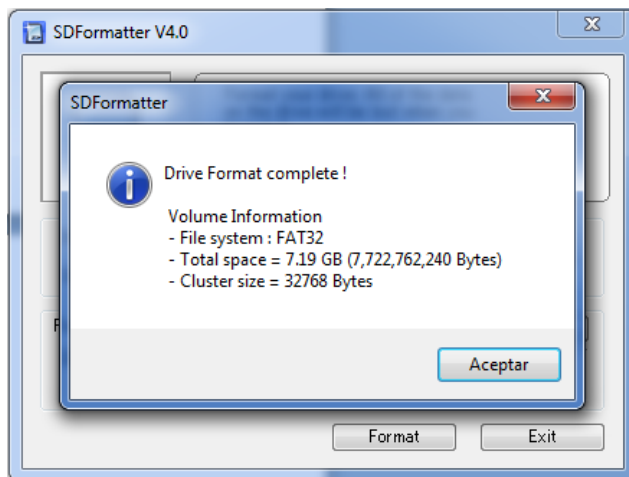 SDFormatter V4.0
SDFormatter
Drive Format complete !
Volume Information
- File system : FAT32
- Total space = 7.19 GB (7,722,762,240 Bytes)
- Cluster size = 32768 Bytes
Aceptar
Format
Exit